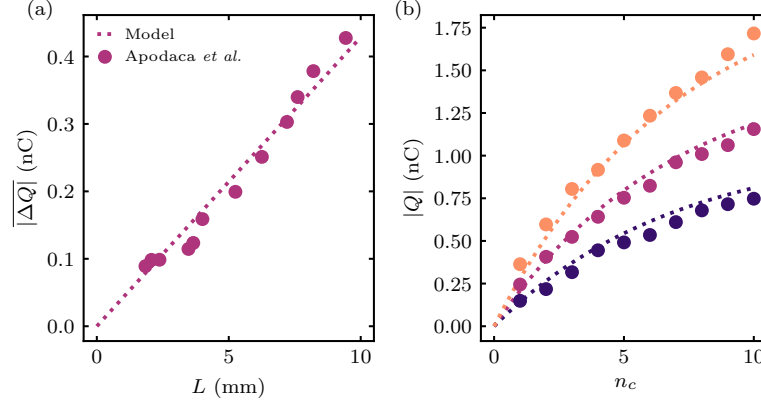 (a)
Model
Apodaca et al.
0.4
0.3
0.2
0.1
0.0
|ΔQ| (nC)
0
5
10
L (mm)
(b)
1.75
1.50
1.25
1.00
0.75
0.50
0.25
0.00
|Q| (nC)
0
5
10
n_c